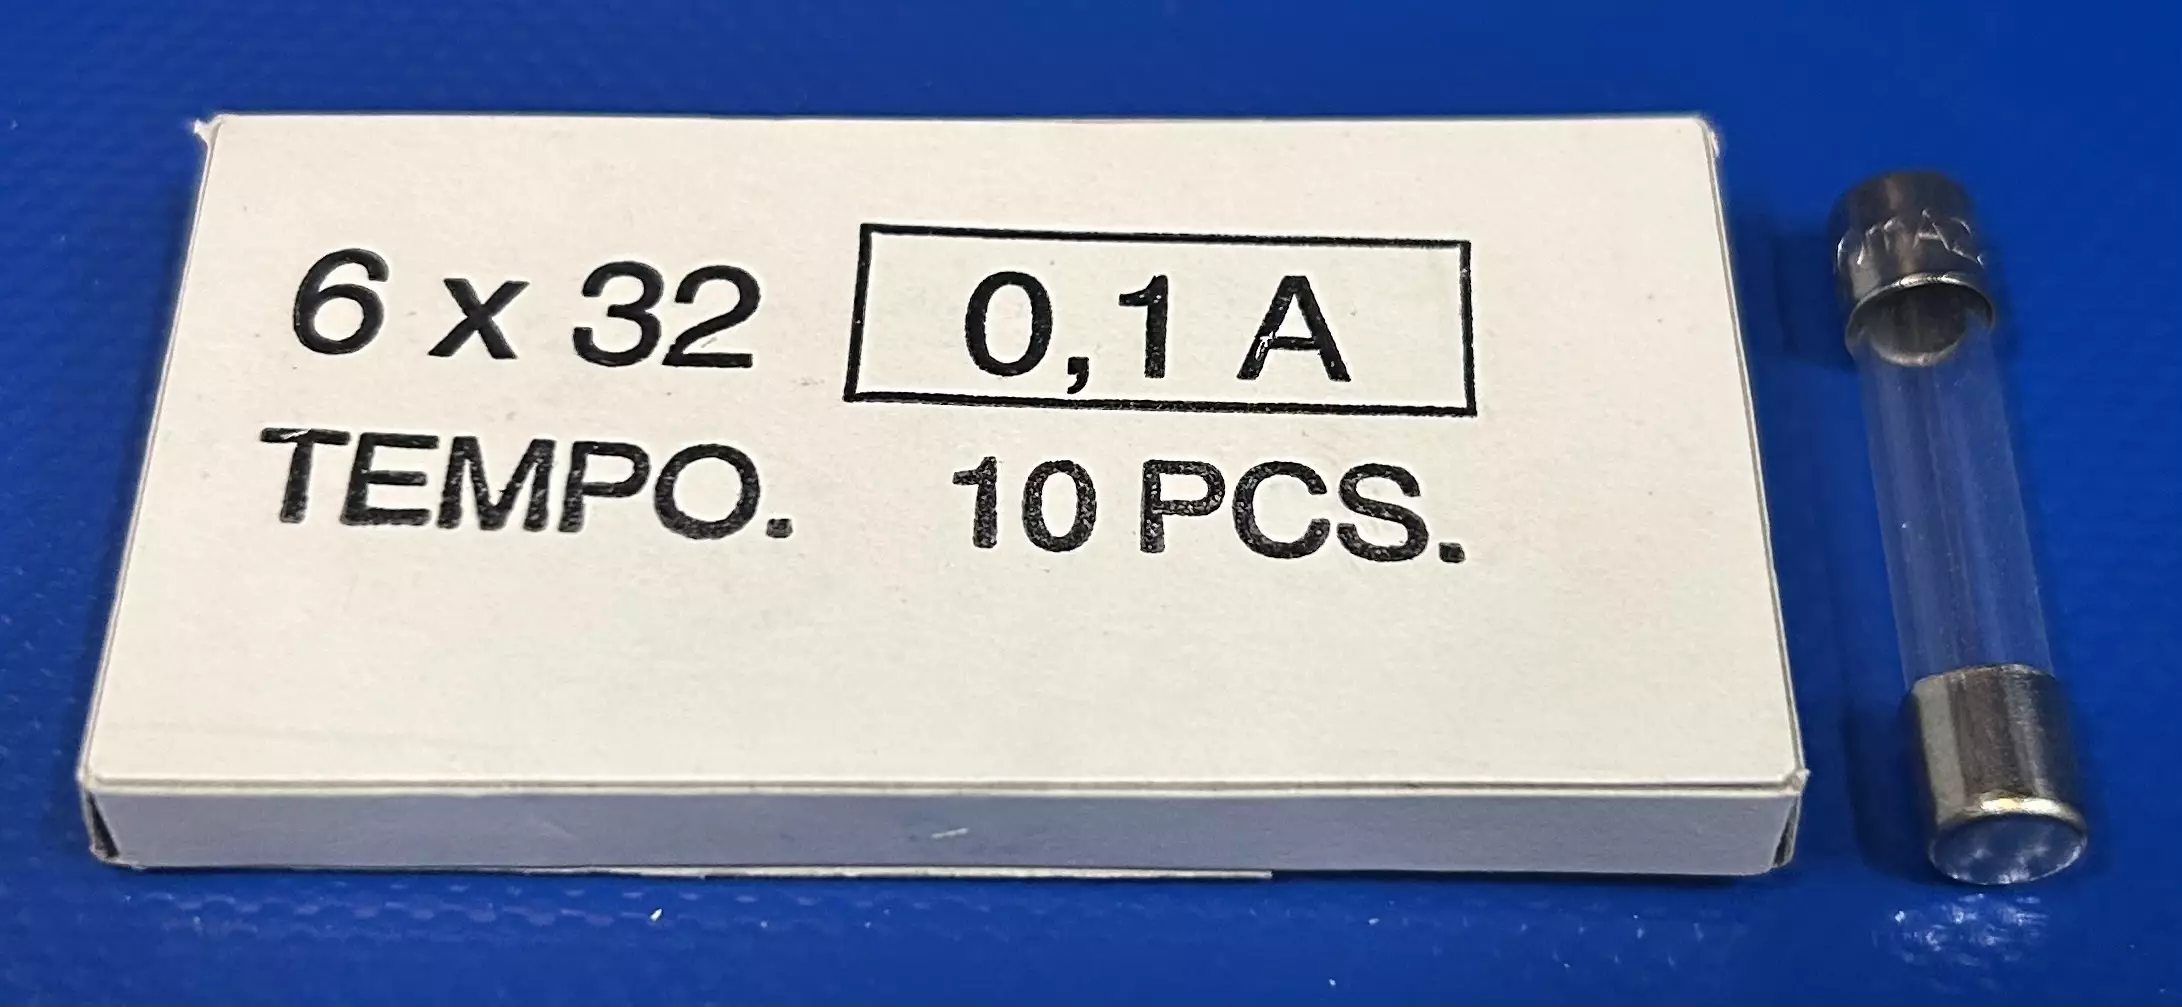 6 x 32 0,1 A
TEMPO. 10 PCS.